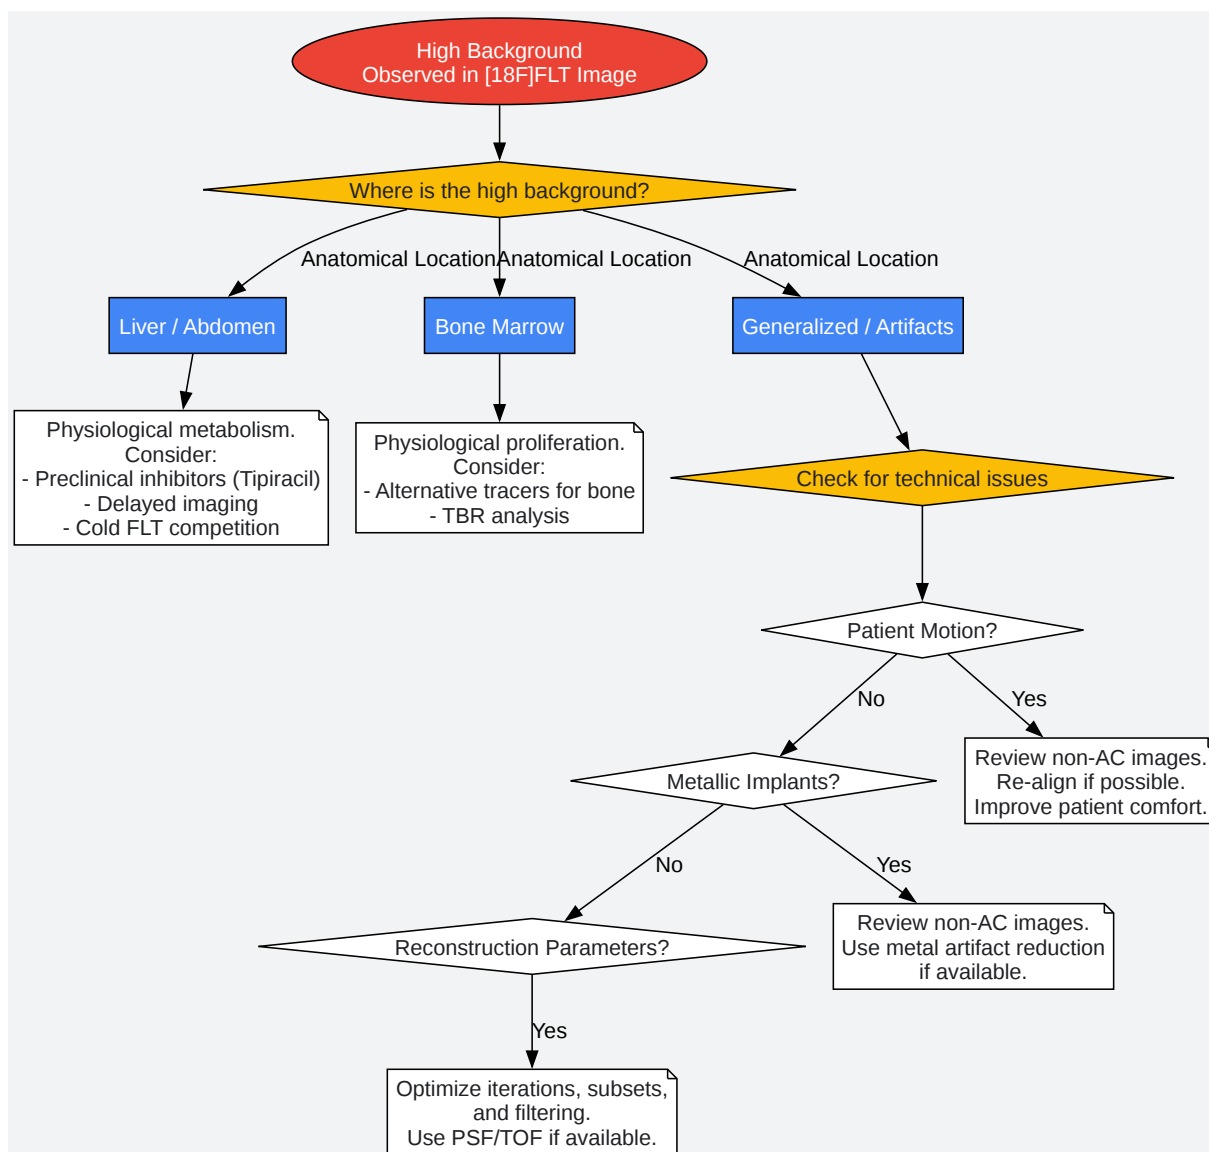 High Background
Observed in [18F]FLT Image
Where is the high background?
Anatomical Location
Anatomical Location
Anatomical Location
Liver / Abdomen
Bone Marrow
Generalized / Artifacts
Physiological metabolism.
Consider:
- Preclinical inhibitors (Tipiracil)
- Delayed imaging
- Cold FLT competition
Physiological proliferation.
Consider:
- Alternative tracers for bone
- TBR analysis
Check for technical issues
Patient Motion?
No
Yes
Metallic Implants?
Review non-AC images.
Re-align if possible.
Improve patient comfort.
No
Yes
Reconstruction Parameters?
Review non-AC images.
Use metal artifact reduction
if available.
Yes
Optimize iterations, subsets,
and filtering.
Use PSF/TOF if available.